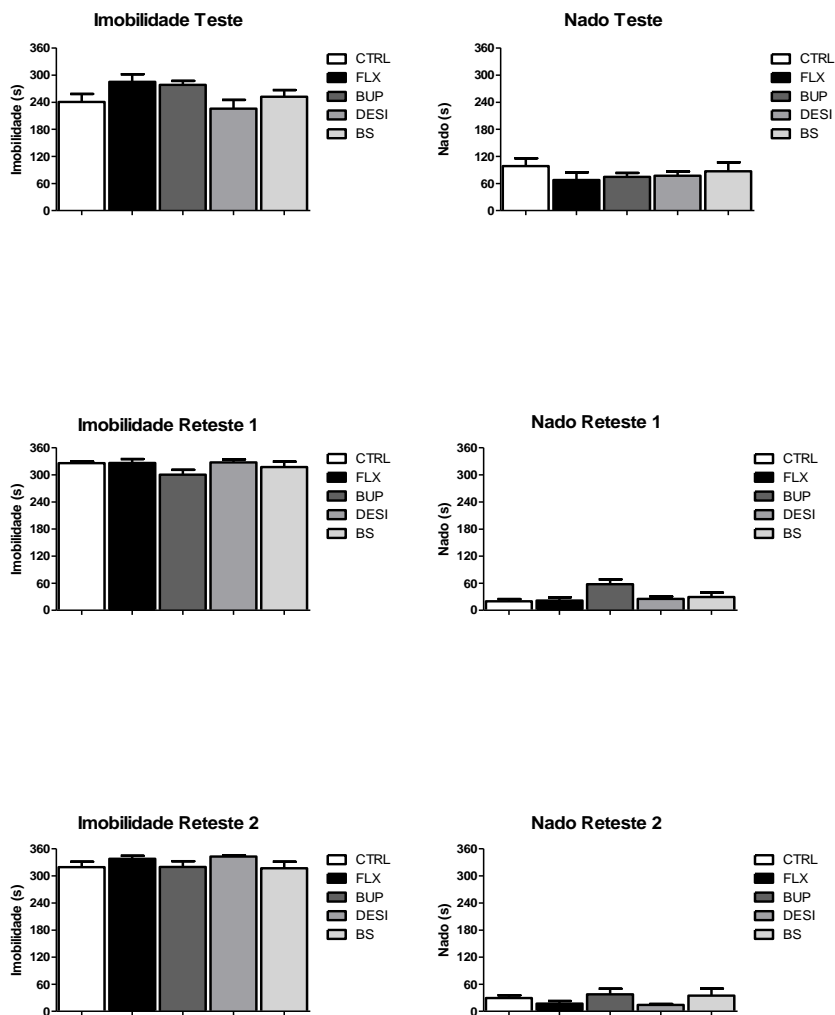 Imobilidade Teste
Imobilidade (s)
360
300
240
180
120
60
0
CTRL
FLX
BUP
DESI
BS
Nado Teste
Nado (s)
360
300
240
180
120
60
0
CTRL
FLX
BUP
DESI
BS
Imobilidade Reteste 1
Imobilidade (s)
360
300
240
180
120
60
0
CTRL
FLX
BUP
DESI
BS
Nado Reteste 1
Nado (s)
360
300
240
180
120
60
0
CTRL
FLX
BUP
DESI
BS
Imobilidade Reteste 2
Imobilidade (s)
360
300
240
180
120
60
0
CTRL
FLX
BUP
DESI
BS
Nado Reteste 2
Nado (s)
360
300
240
180
120
60
0
CTRL
FLX
BUP
DESI
BS